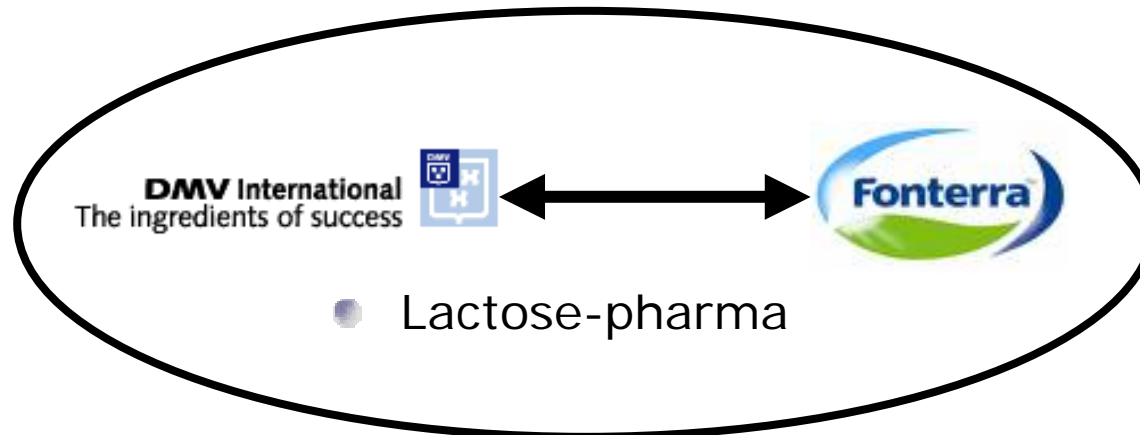 DMV
DMV International
The ingredients of success
Fonterra
Lactose-pharma